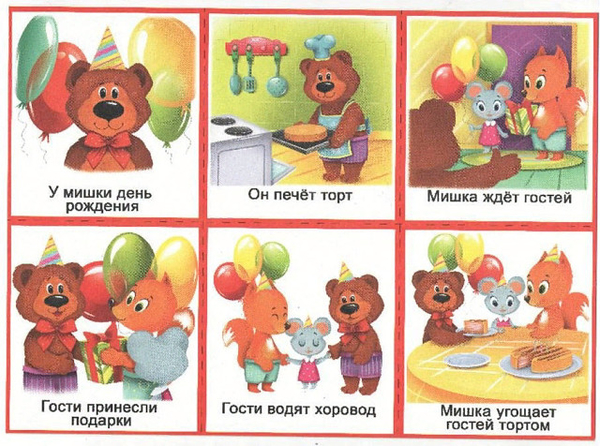 У мишки день
рождения
Он печёт торт
Мишка ждёт гостей
Гости принесли
подарки
Гости водят хоровод
Мишка угощает
гостей тортом